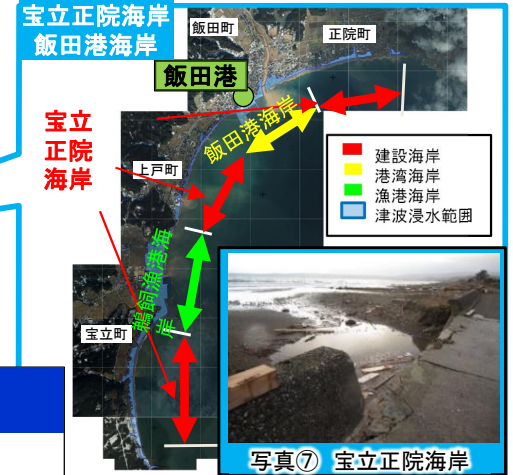 宝立正院海岸
飯田港海岸
飯田町
正院町
飯田港
宝立
正院
海岸
飯田港海岸
上戸町
建設海岸
港湾海岸
漁港海岸
津波浸水範囲
鵜飼漁港海
岸
宝立町
写真⑦ 宝立正院海岸